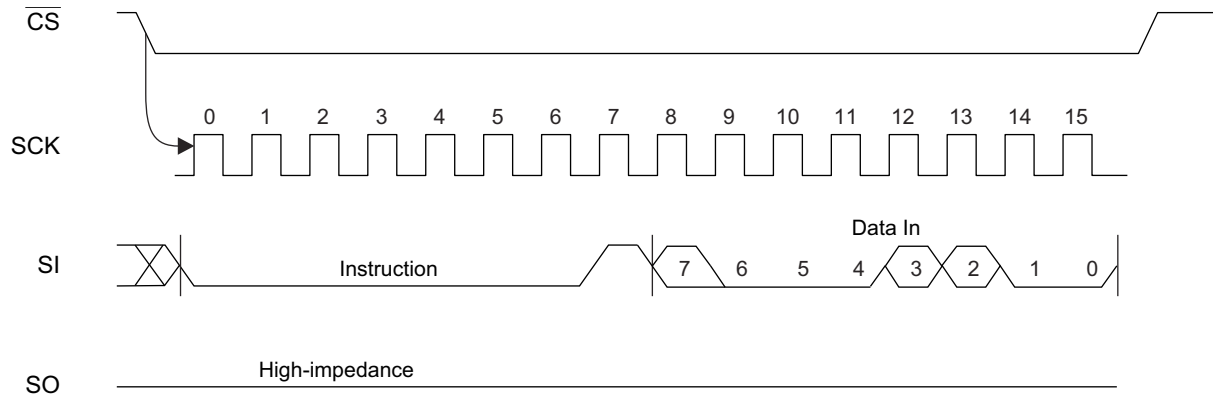 CS
0 1 2 3 4 5 6 7 8 9 10 11 12 13 14 15
SCK
Data In
SI
Instruction
7 6 5 4 3 2 1 0
High-impedance
SO